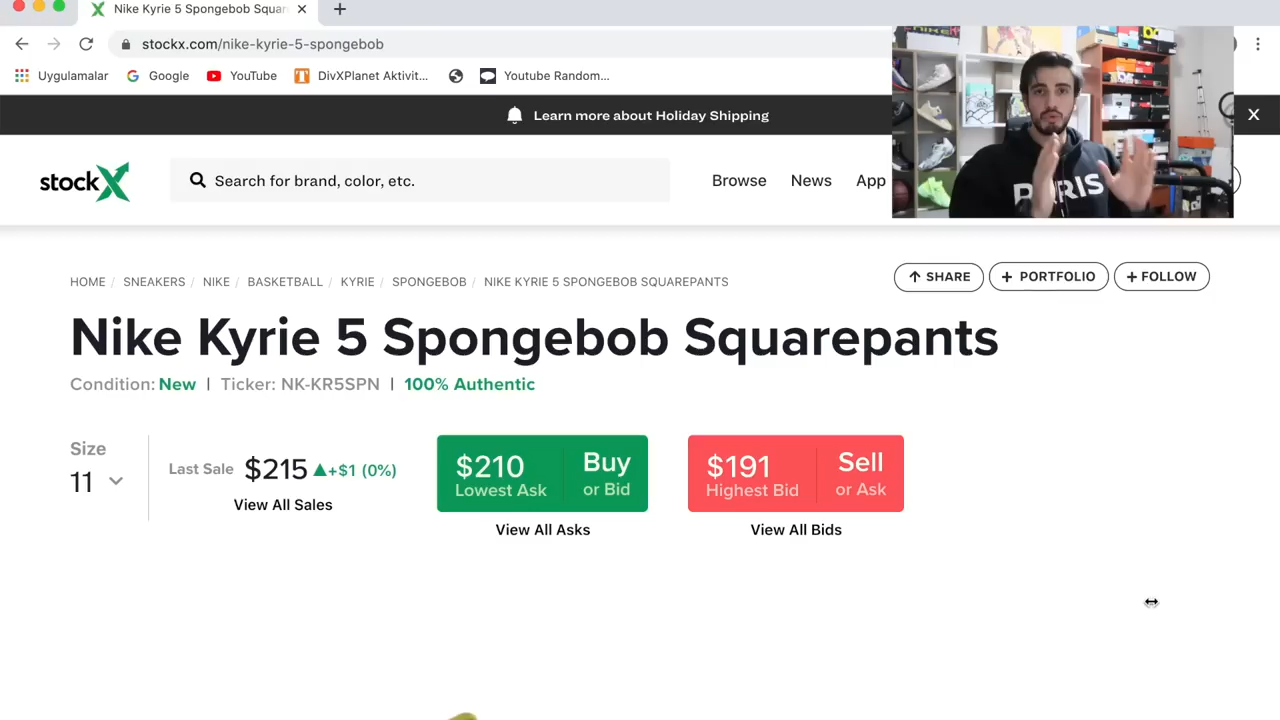 Nike Kyrie 5 Spongebob Squar
stockx.com/nike-kyrie-5-spongebob
Uygulamalar
Google
YouTube
DivXPlanet Aktivit...
Youtube Random...
Learn more about Holiday Shipping
X
stockX
Search for brand, color, etc.
Browse
News
App
PARIS
HOME / SNEAKERS / NIKE / BASKETBALL / KYRIE / SPONGEBOB / NIKE KYRIE 5 SPONGEBOB SQUAREPANTS
SHARE
+ PORTFOLIO
+ FOLLOW
Nike Kyrie 5 Spongebob Squarepants
Condition: New | Ticker: NK-KR5SPN | 100% Authentic
Size
11
Last Sale $215 ▲+$1 (0%)
View All Sales
$210
Lowest Ask
Buy
or Bid
View All Asks
$191
Highest Bid
Sell
or Ask
View All Bids